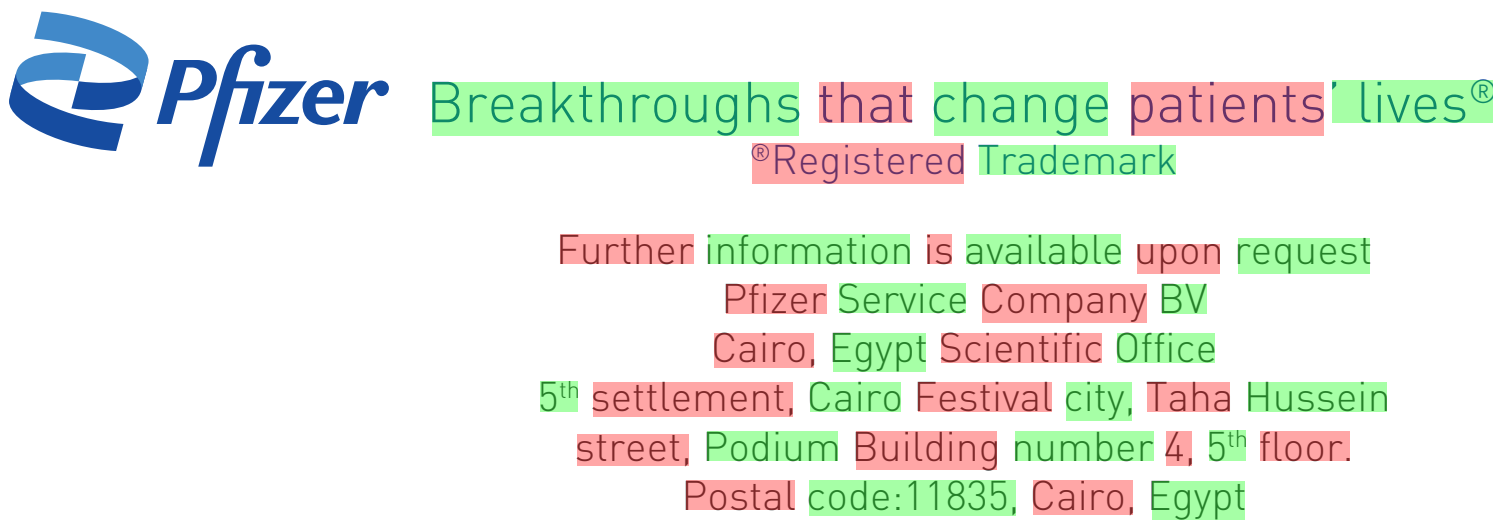 Pfizer
Breakthroughs that change patients’ lives®
®Registered Trademark
Further information is available upon request
Pfizer Service Company BV
Cairo, Egypt Scientific Office
5th settlement, Cairo Festival city, Taha Hussein
street, Podium Building number 4, 5th floor.
Postal code:11835, Cairo, Egypt